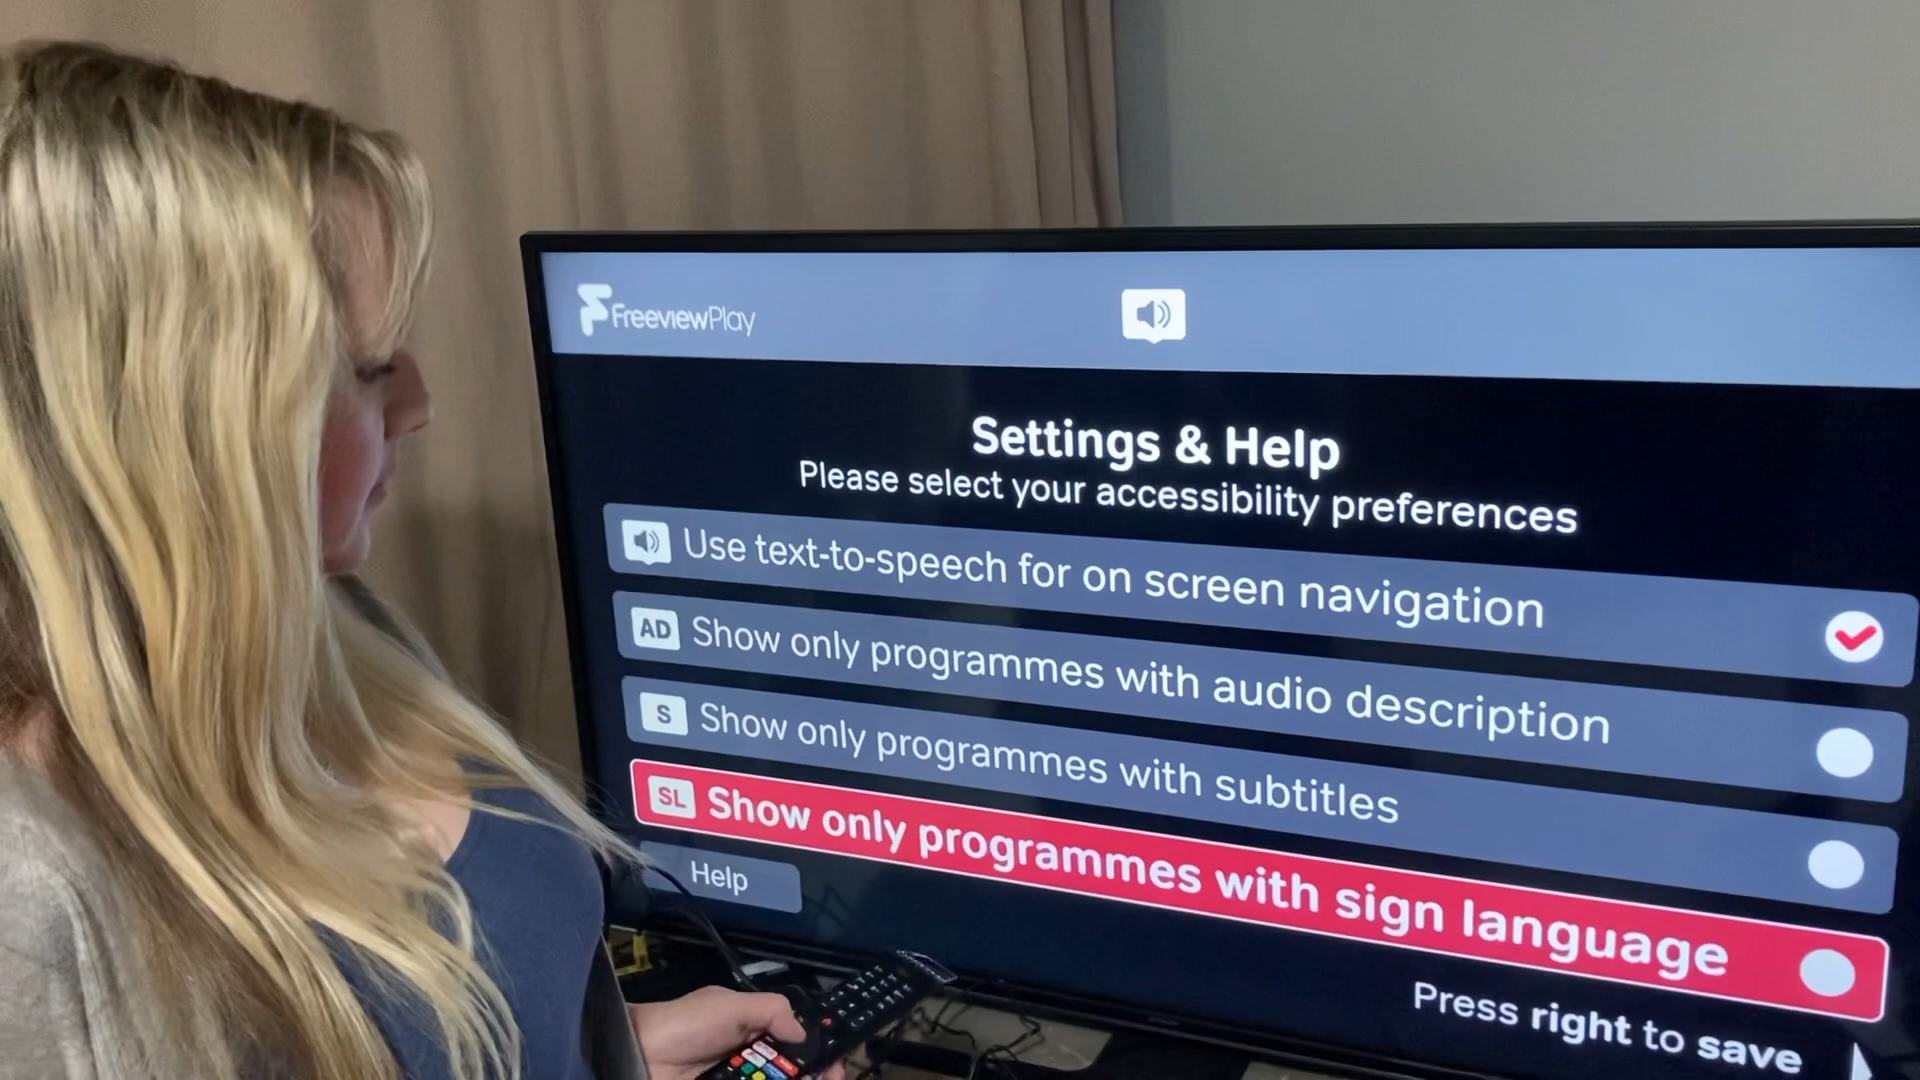 FreeviewPlay
Settings & Help
Please select your accessibility preferences
Use text-to-speech for on screen navigation
AD Show only programmes with audio description
S Show only programmes with subtitles
SL Show only programmes with sign language
Help
Press right to save